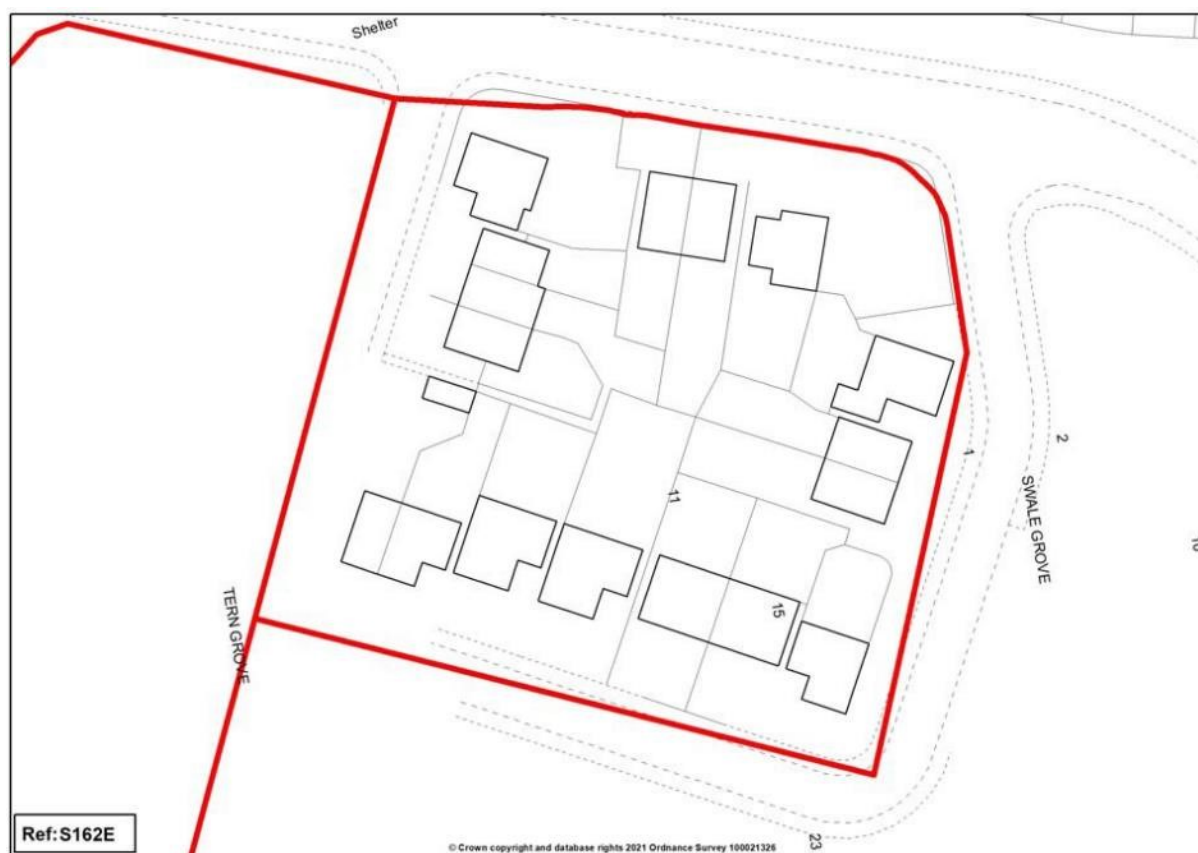 Shelter
2
1
11
SWALE GROVE
15
TERN GROVE
23
Ref:S162E
© Crown copyright and database rights 2021 Ordnance Survey 100021326